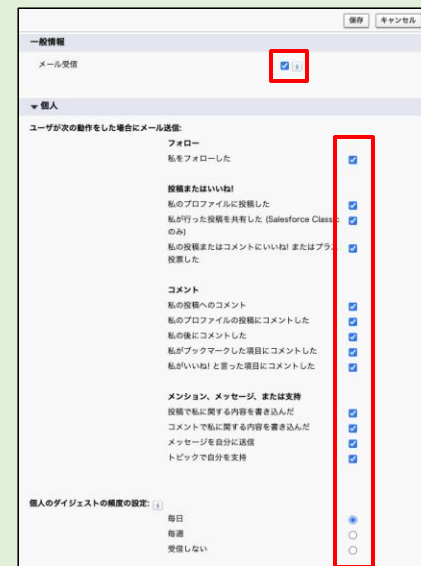 保存 キャンセル
一般情報
メール受信
個人
ユーザが次の動作をした場合にメール送信:
フォロー
私をフォローした
投稿またはいいね!
私のプロファイルに投稿した
私が行った投稿を共有した (Salesforce Classic
のみ)
私の投稿またはコメントにいいね! またはプラス
投票した
コメント
私の投稿へのコメント
私のプロファイルの投稿にコメントした
私の後にコメントした
私がブックマークした項目にコメントした
私がいいね! と言った項目にコメントした
メンション、メッセージ、または支持
投稿で私に関する内容を書き込んだ
コメントで私に関する内容を書き込んだ
メッセージを自分に送信
トピックで自分を支持
個人のダイジェストの頻度の設定:
毎日
毎週
受信しない